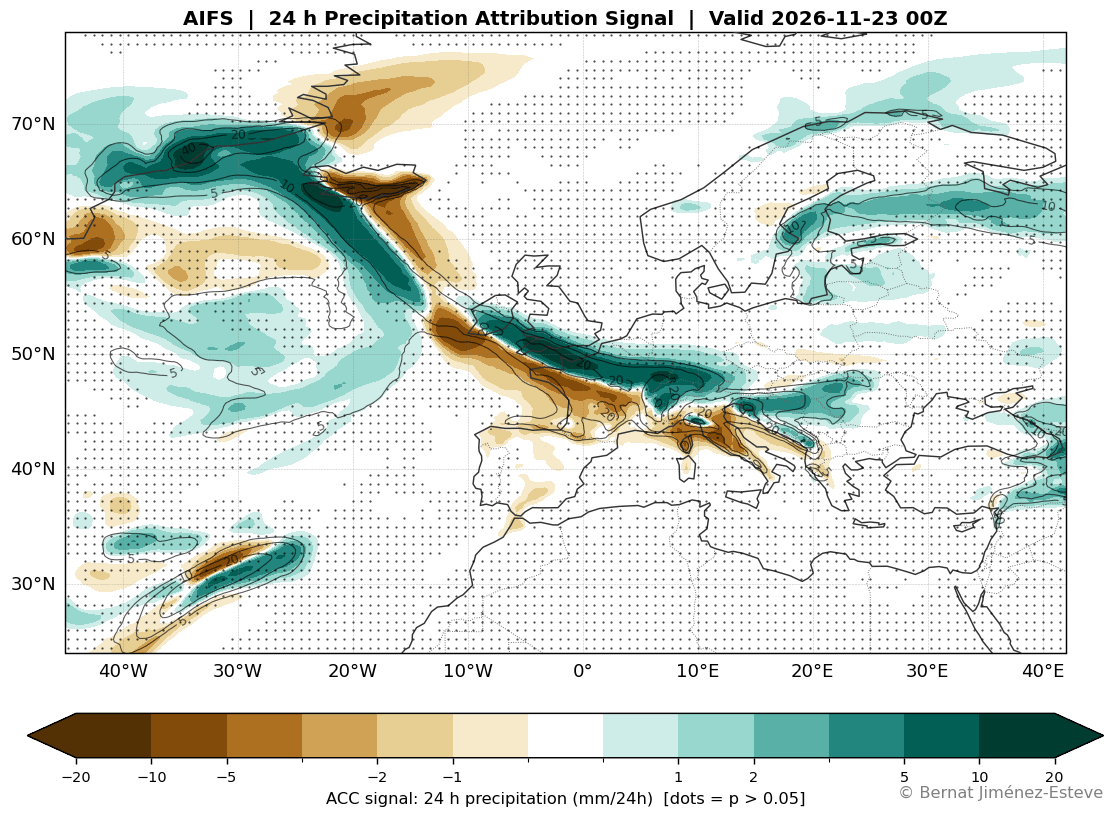 AIFS | 24 h Precipitation Attribution Signal | Valid 2026-11-23 00Z
70°N
60°N
50°N
40°N
30°N
40°W 30°W 20°W 10°W 0° 10°E 20°E 30°E 40°E
−20 −10 −5 −2 −1 1 2 5 10 20
ACC signal: 24 h precipitation (mm/24h) [dots = p > 0.05]
© Bernat Jiménez-Esteve